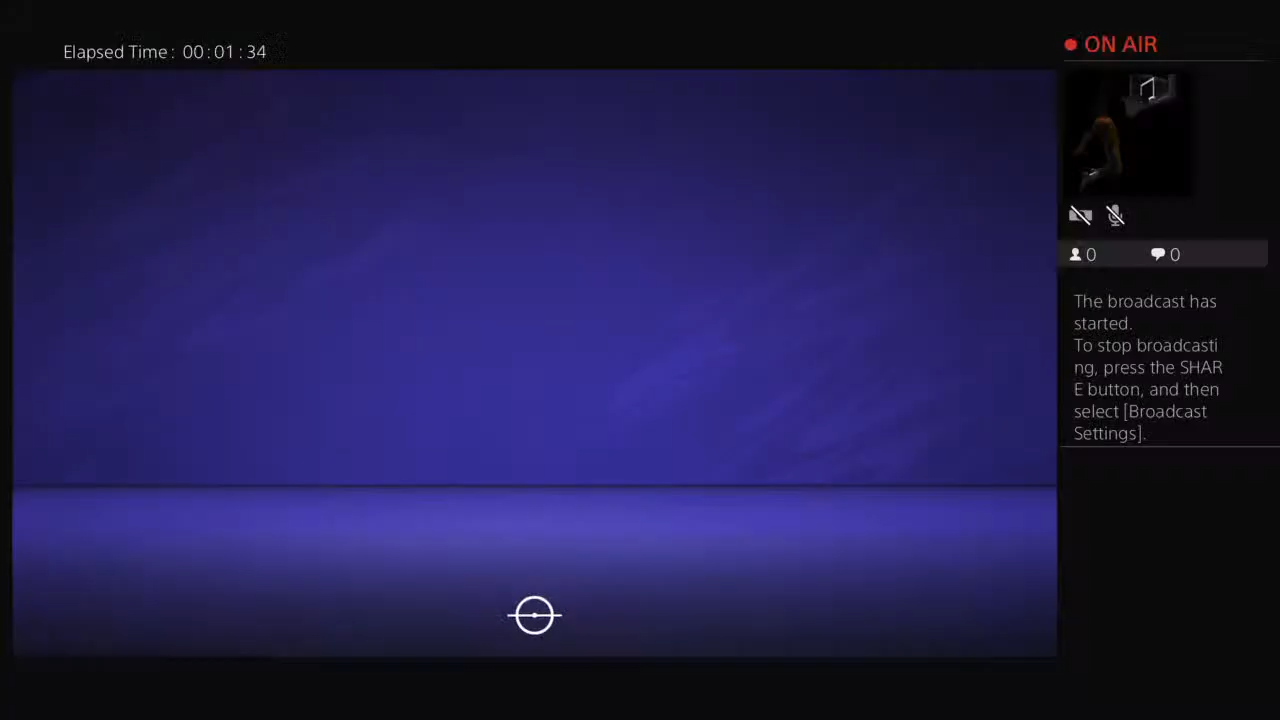 Elapsed Time: 00:01:34
ON AIR
0 0
The broadcast has
started.
To stop broadcasti
ng, press the SHAR
E button, and then
select [Broadcast
Settings].